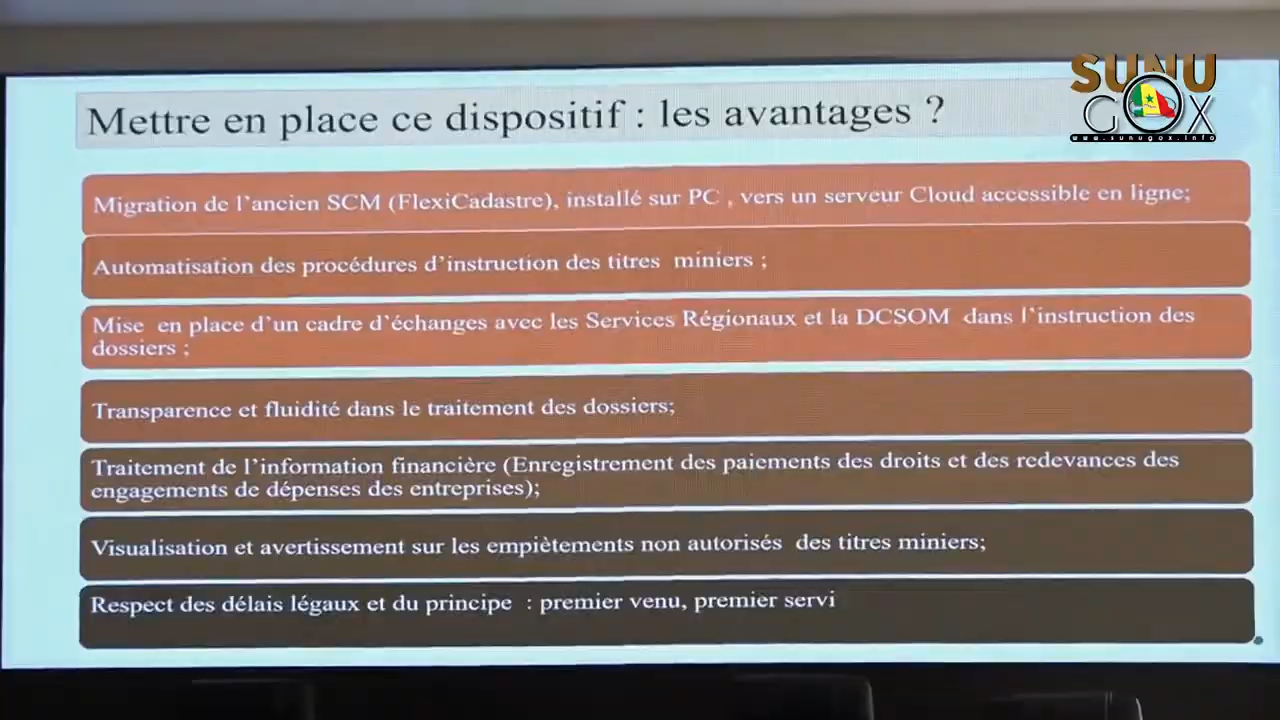 SUNU
GOX
www.sunugox.info
Mettre en place ce dispositif : les avantages ?
Migration de l'ancien SCM (FlexiCadastre), installé sur PC , vers un serveur Cloud accessible en ligne;
Automatisation des procédures d'instruction des titres miniers ;
Mise en place d'un cadre d'échanges avec les Services Régionaux et la DCSOM dans l'instruction des
dossiers ;
Transparence et fluidité dans le traitement des dossiers;
Traitement de l'information financière (Enregistrement des paiements des droits et des redevances des
engagements de dépenses des entreprises);
Visualisation et avertissement sur les empiètements non autorisés des titres miniers;
Respect des délais légaux et du principe : premier venu, premier servi